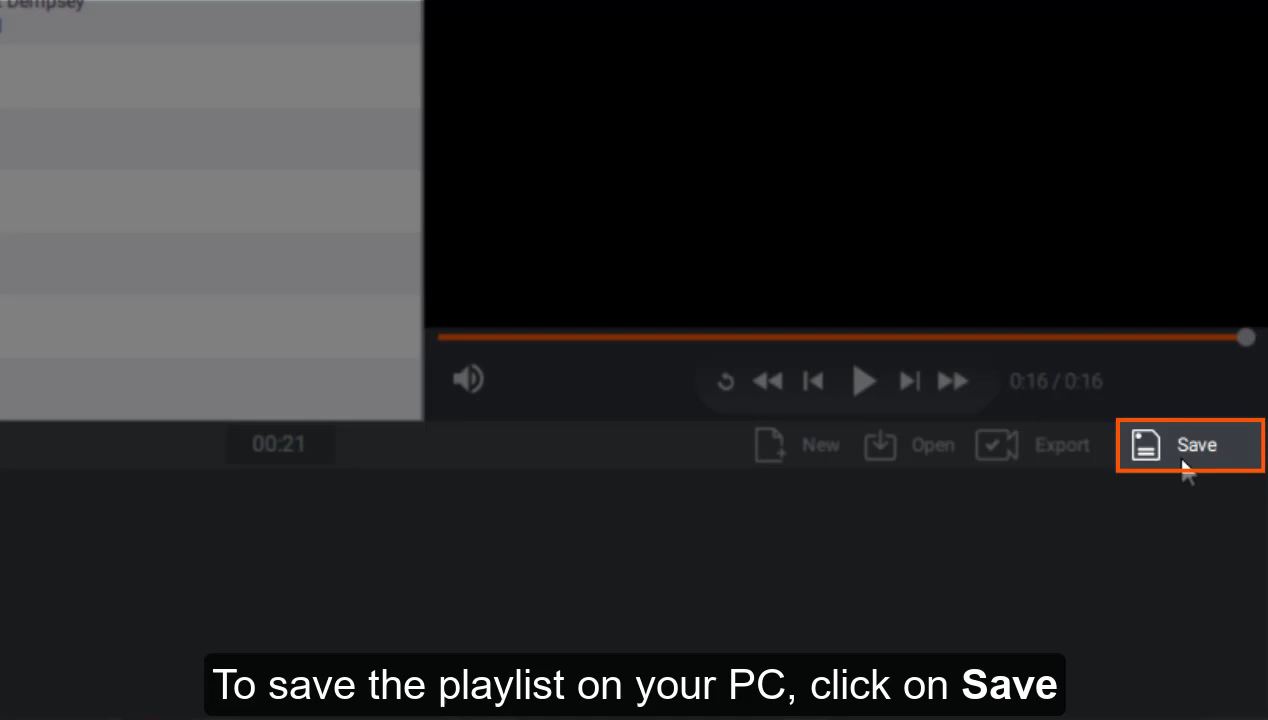 Dempsey
0:16 / 0:16
00:21
New
Open
Export
Save
To save the playlist on your PC, click on Save